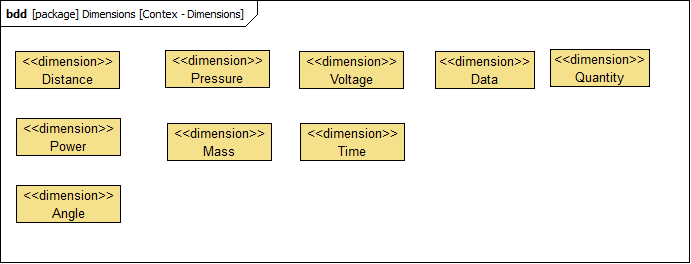 bdd [package] Dimensions [Contex - Dimensions]
<<dimension>>
Distance
<<dimension>>
Pressure
<<dimension>>
Voltage
<<dimension>>
Data
<<dimension>>
Quantity
<<dimension>>
Power
<<dimension>>
Mass
<<dimension>>
Time
<<dimension>>
Angle